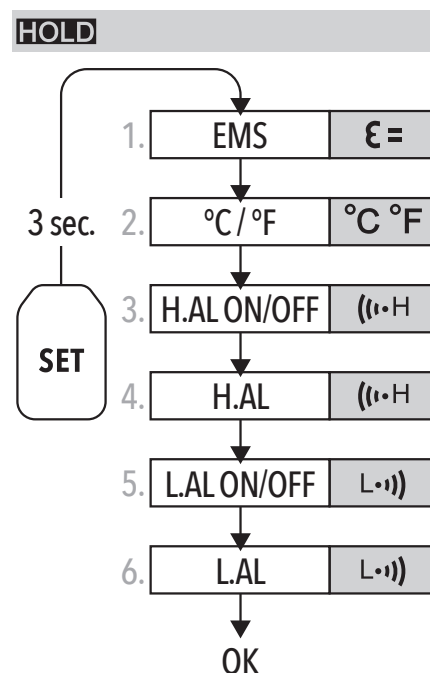 HOLD
1. EMS ε =
3 sec. 2. °C / °F °C °F
3. H.AL ON/OFF H
SET
4. H.AL H
5. L.AL ON/OFF L
6. L.AL L
OK